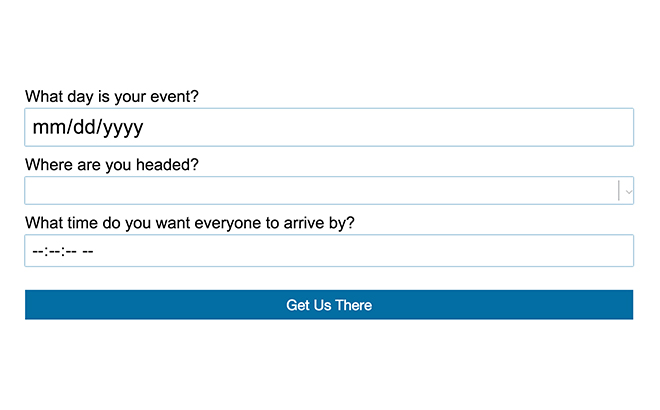 What day is your event?
mm/dd/yyyy
Where are you headed?
What time do you want everyone to arrive by?
--:--:-- --
Get Us There